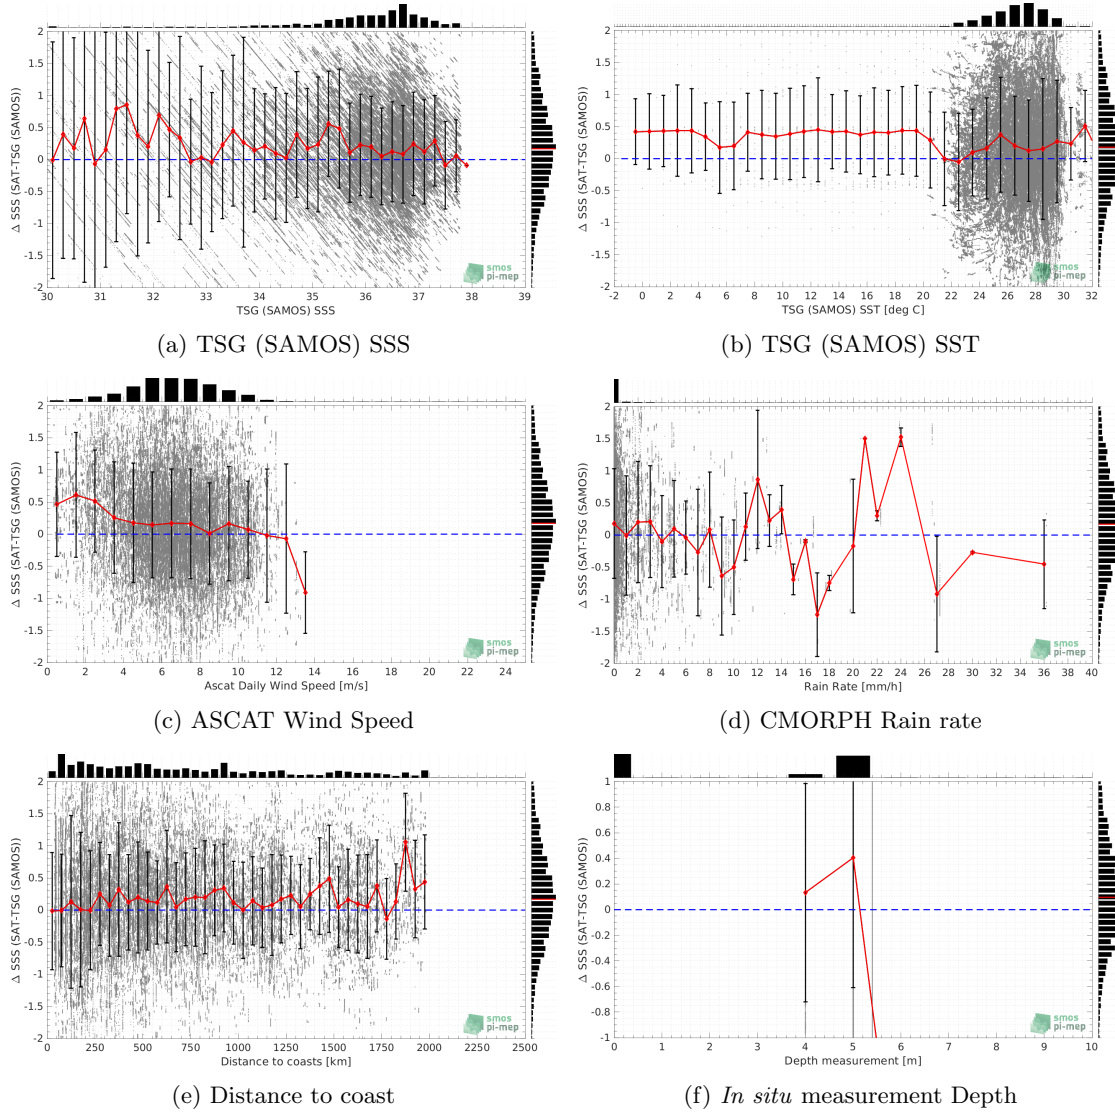 2
1.5
1
0.5
0
-0.5
-1
-1.5
-2
Δ SSS (SAT-TSG (SAMOS))
30 31 32 33 34 35 36 37 38 39
TSG (SAMOS) SSS
smos
pi-mep
(a) TSG (SAMOS) SSS
2
1.5
1
0.5
0
-0.5
-1
-1.5
-2
Δ SSS (SAT-TSG (SAMOS))
-2 0 2 4 6 8 10 12 14 16 18 20 22 24 26 28 30 32
TSG (SAMOS) SST [deg C]
smos
pi-mep
(b) TSG (SAMOS) SST
2
1.5
1
0.5
0
-0.5
-1
-1.5
-2
Δ SSS (SAT-TSG (SAMOS))
0 2 4 6 8 10 12 14 16 18 20 22 24
Ascat Daily Wind Speed [m/s]
smos
pi-mep
(c) ASCAT Wind Speed
2
1.5
1
0.5
0
-0.5
-1
-1.5
-2
Δ SSS (SAT-TSG (SAMOS))
0 2 4 6 8 10 12 14 16 18 20 22 24 26 28 30 32 34 36 38 40
Rain Rate [mm/h]
smos
pi-mep
(d) CMORPH Rain rate
2
1.5
1
0.5
0
-0.5
-1
-1.5
-2
Δ SSS (SAT-TSG (SAMOS))
0 250 500 750 1000 1250 1500 1750 2000 2250 2500
Distance to coasts [km]
smos
pi-mep
(e) Distance to coast
1
0.8
0.6
0.4
0.2
0
-0.2
-0.4
-0.6
-0.8
-1
Δ SSS (SAT-TSG (SAMOS))
0 1 2 3 4 5 6 7 8 9 10
Depth measurement [m]
smos
pi-mep
(f) In situ measurement Depth